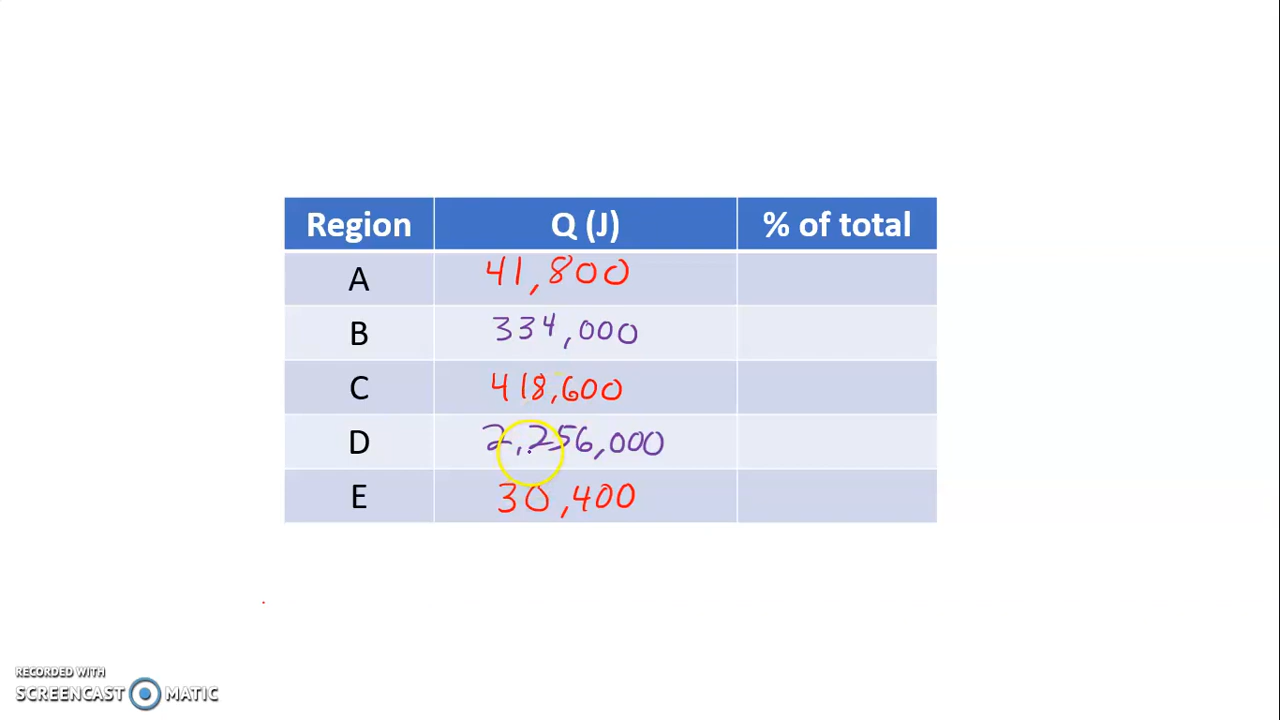 Region Q (J) % of total
A 41,800
B 334,000
C 418,600
D 2,256,000
E 30,400
RECORDED WITH
SCREENCAST MATIC